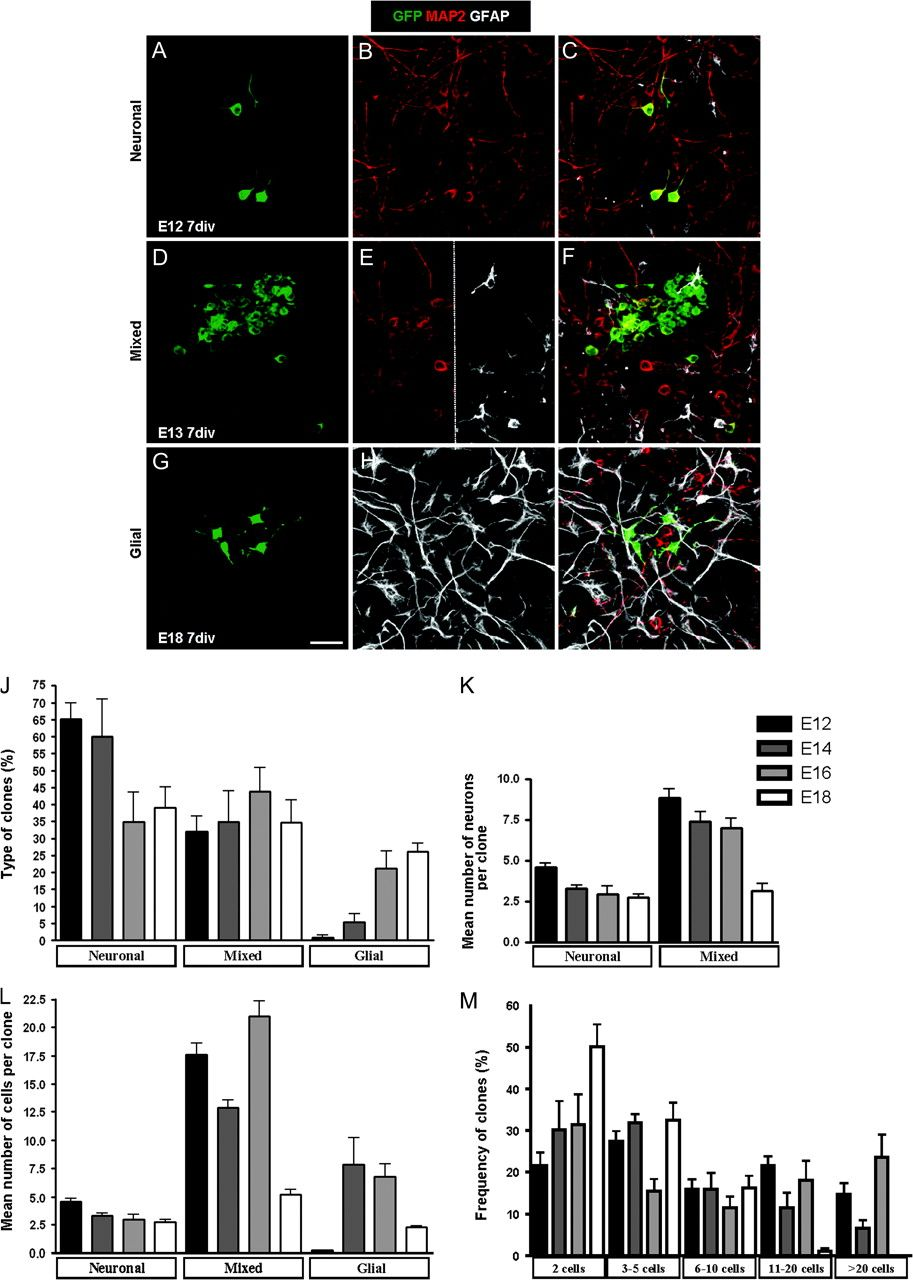 GFP MAP2 GFAP
A B C
Neuronal
E12 7div
D E F
Mixed
E13 7div
G H
Glial
E18 7div
J
Type of clones (%)
75
70
65
60
55
50
45
40
35
30
25
20
15
10
5
0
Neuronal Mixed Glial
K
E12
E14
E16
E18
Mean number of neurons
per clone
10.0
7.5
5.0
2.5
0.0
Neuronal Mixed
L
Mean number of cells per clone
22.5
20.0
17.5
15.0
12.5
10.0
7.5
5.0
2.5
0.0
Neuronal Mixed Glial
M
Frequency of clones (%)
60
50
40
30
20
10
0
2 cells 3-5 cells 6-10 cells 11-20 cells >20 cells